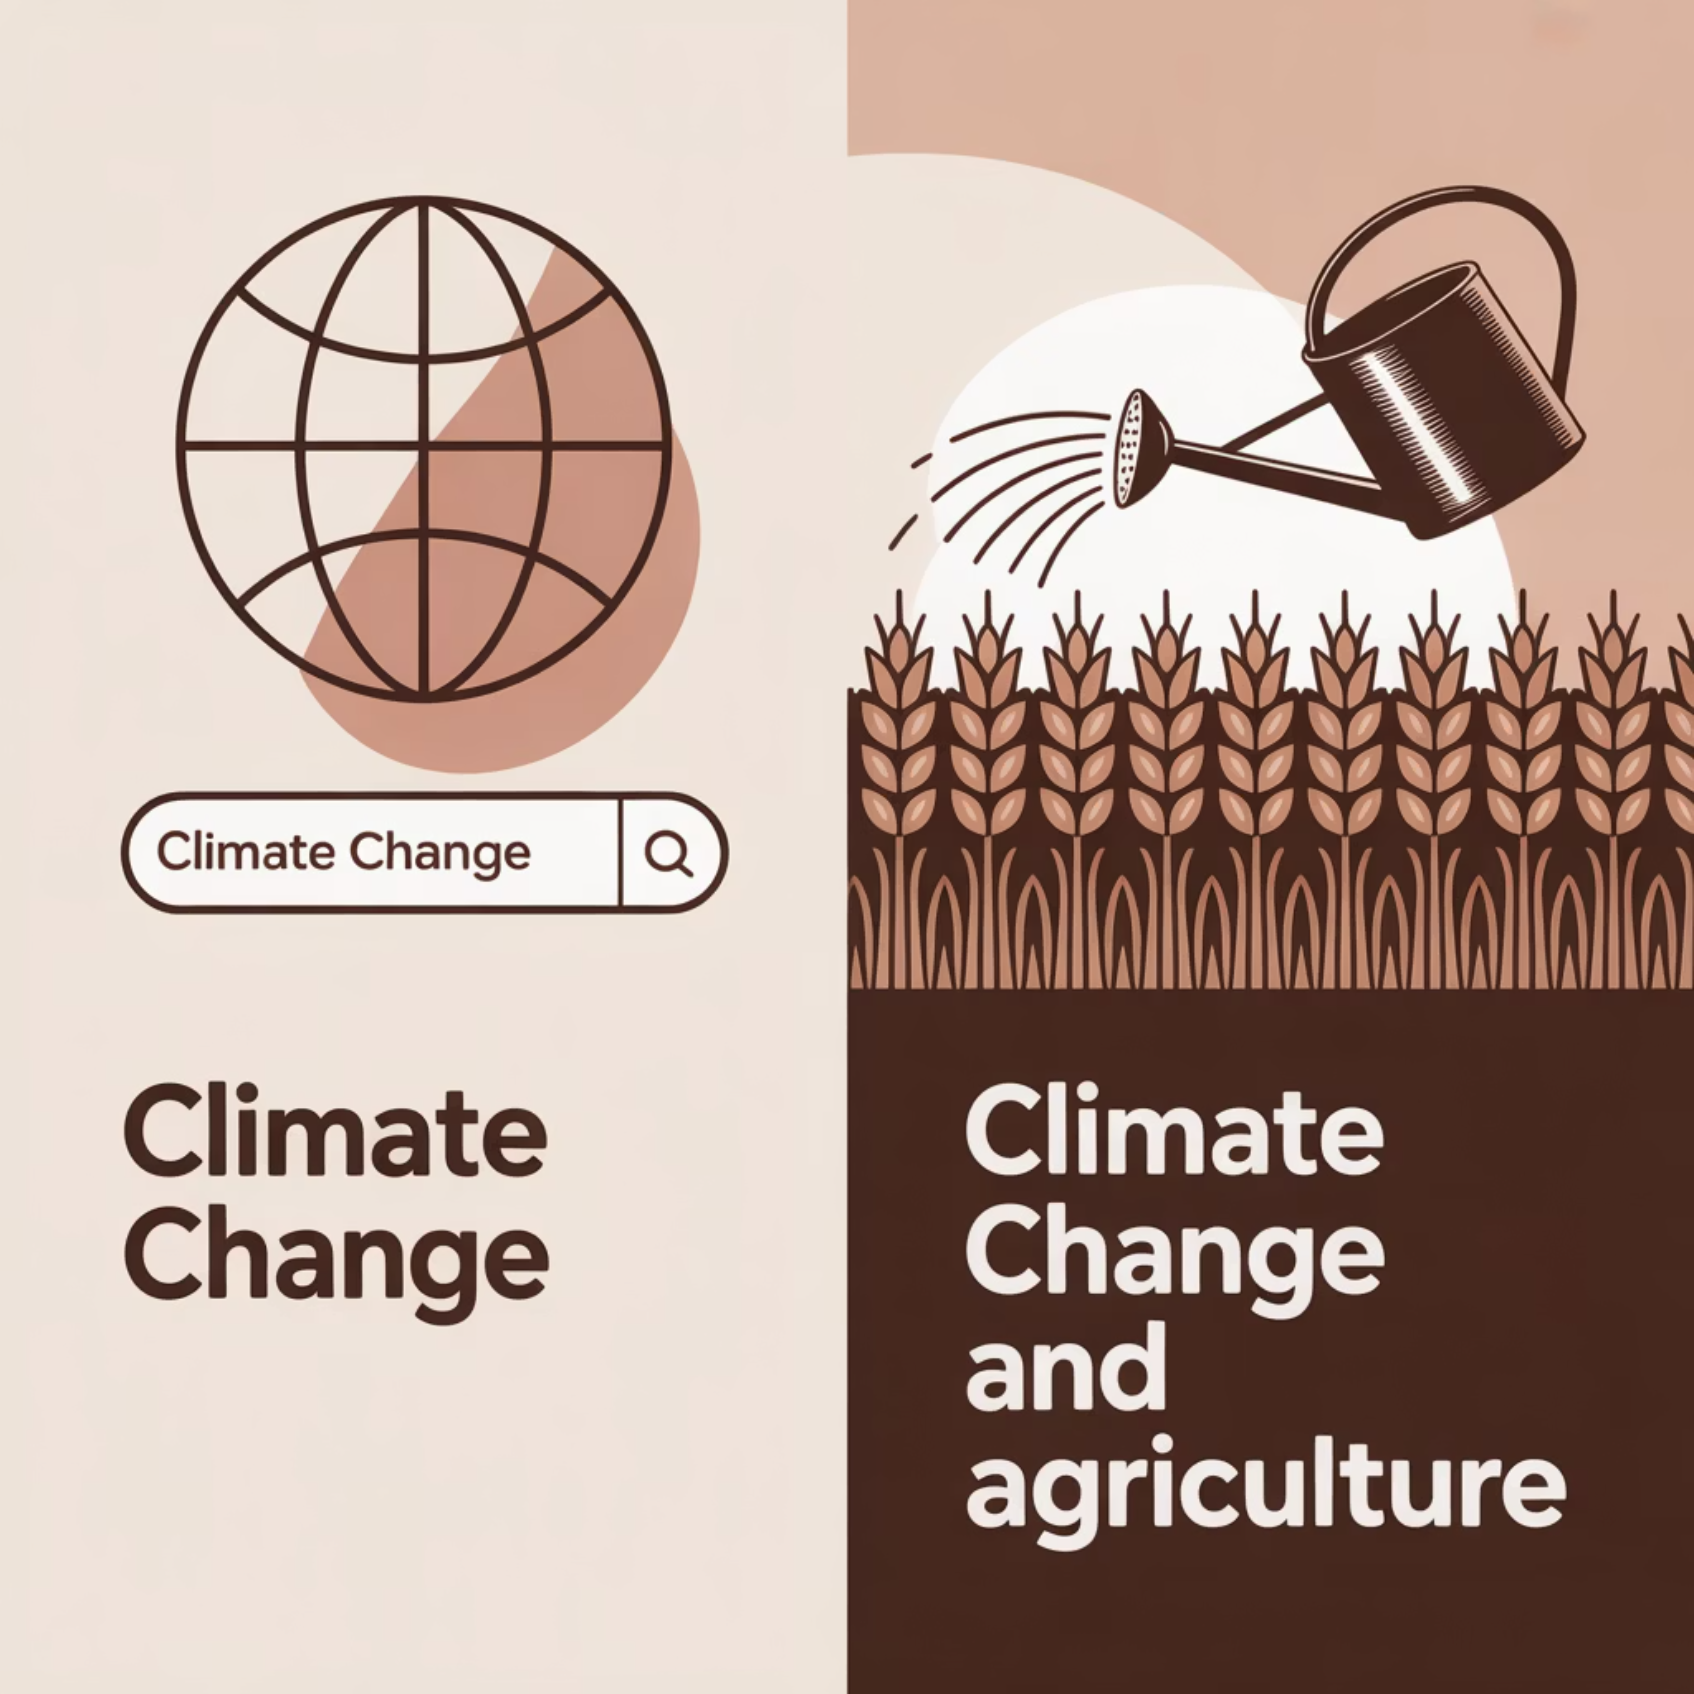 Climate Change
Climate
Change
Climate
Change
and
agriculture